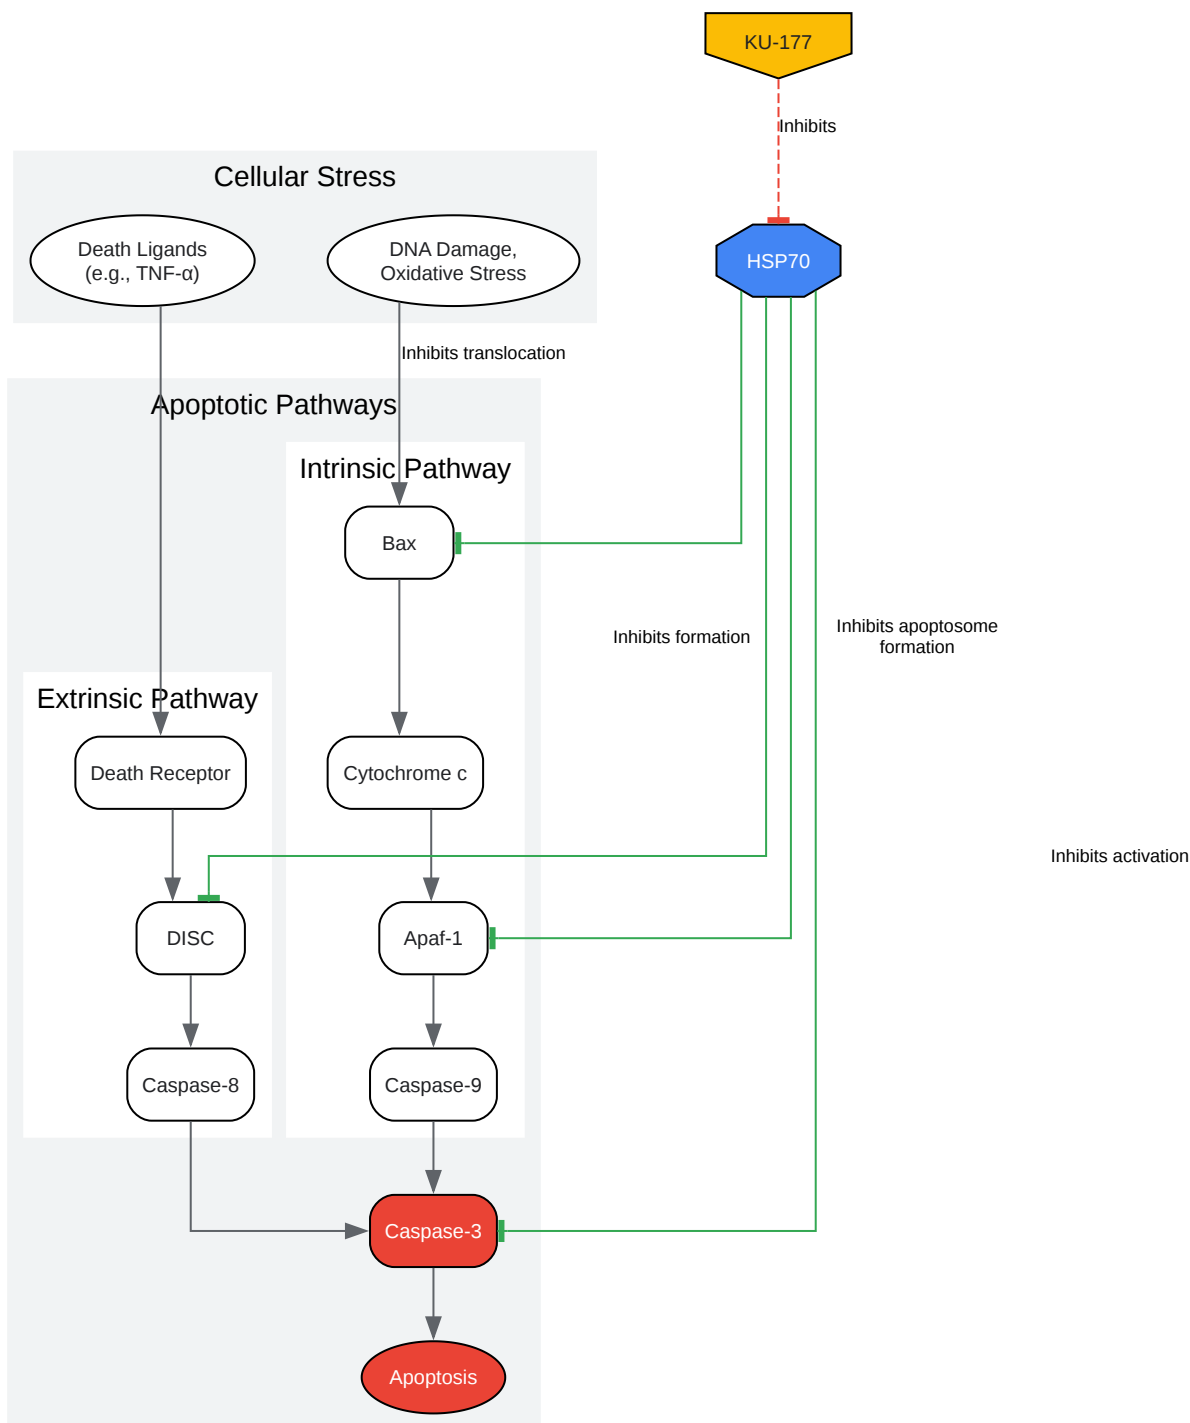 KU-177
Inhibits
Cellular Stress
Death Ligands
(e.g., TNF-α)
DNA Damage,
Oxidative Stress
HSP70
Inhibits translocation
Apoptotic Pathways
Intrinsic Pathway
Bax
Inhibits formation
Inhibits apoptosome
formation
Extrinsic Pathway
Death Receptor
Cytochrome c
Inhibits activation
DISC
Apaf-1
Caspase-8
Caspase-9
Caspase-3
Apoptosis